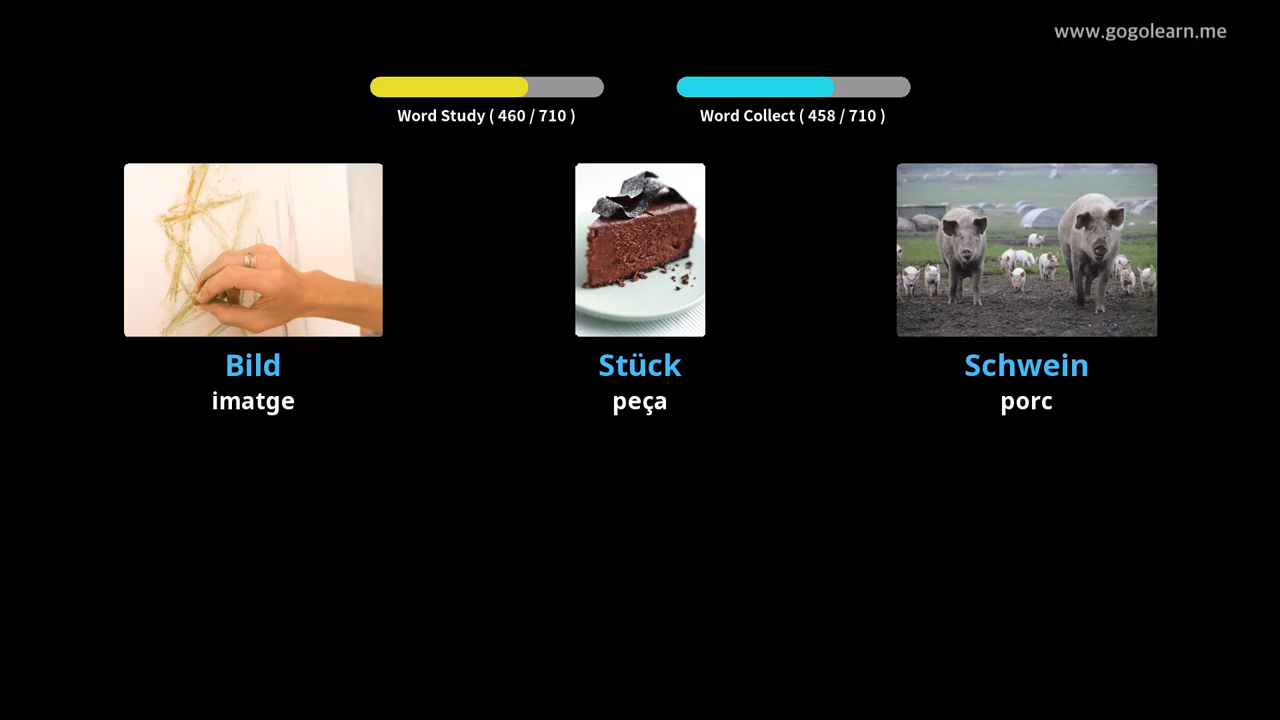 www.gogolearn.me
Word Study ( 460 / 710 )
Word Collect ( 458 / 710 )
Bild
imatge
Stück
peça
Schwein
porc